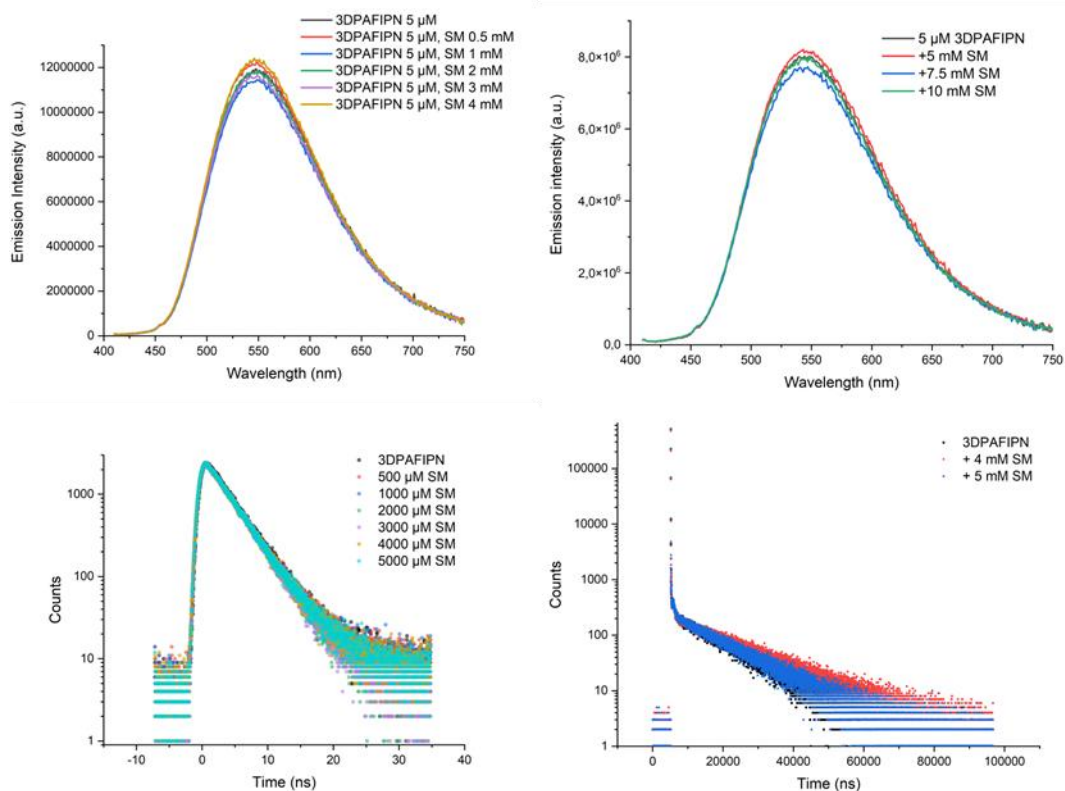 3DPAFIPN 5 µM
3DPAFIPN 5 µM, SM 0.5 mM
3DPAFIPN 5 µM, SM 1 mM
3DPAFIPN 5 µM, SM 2 mM
3DPAFIPN 5 µM, SM 3 mM
3DPAFIPN 5 µM, SM 4 mM
12000000
10000000
8000000
6000000
4000000
2000000
0
Emission Intensity (a.u.)
400 450 500 550 600 650 700 750
Wavelength (nm)
5 µM 3DPAFIPN
+5 mM SM
+7.5 mM SM
+10 mM SM
8,0×10⁶
6,0×10⁶
4,0×10⁶
2,0×10⁶
0,0
Emission intensity (a.u.)
400 450 500 550 600 650 700 750
Wavelength (nm)
3DPAFIPN
500 µM SM
1000 µM SM
2000 µM SM
3000 µM SM
4000 µM SM
5000 µM SM
1000
100
10
1
Counts
-10 0 10 20 30 40
Time (ns)
3DPAFIPN
+ 4 mM SM
+ 5 mM SM
100000
10000
1000
100
10
1
Counts
0 20000 40000 60000 80000 100000
Time (ns)